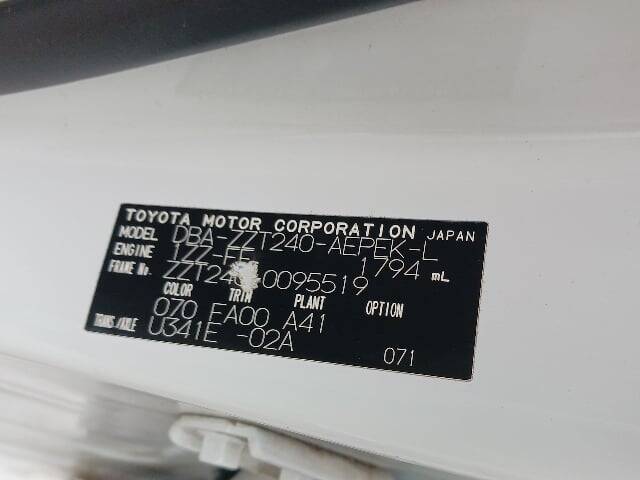 TOYOTA MOTOR CORPORATION JAPAN
MODEL DBA-ZZT240-AEPEK-L
ENGINE 1ZZ-FE 1794 mL
FRAME No. ZZT240-0095519
COLOR TRIM PLANT OPTION
070 FA00 A41
TRANS/AXLE U341E -02A
071